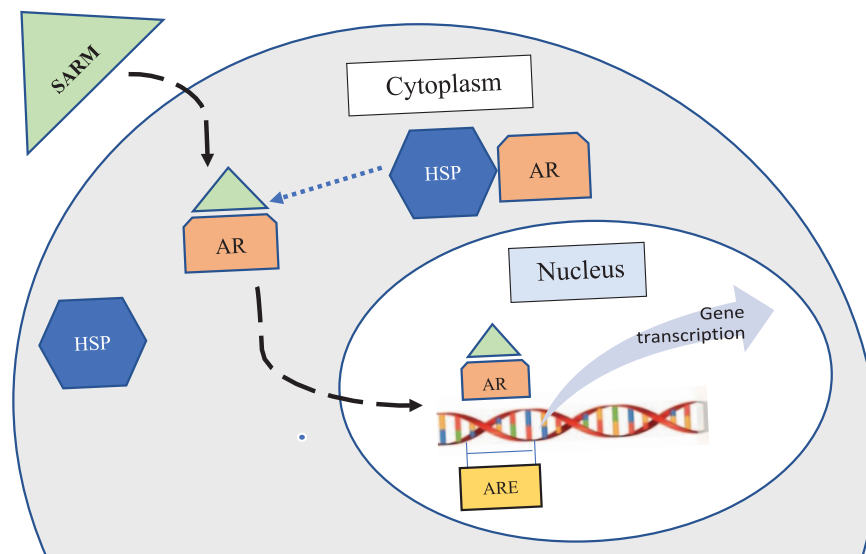 SARM
Cytoplasm
HSP
AR
AR
Nucleus
HSP
Gene
transcription
AR
ARE